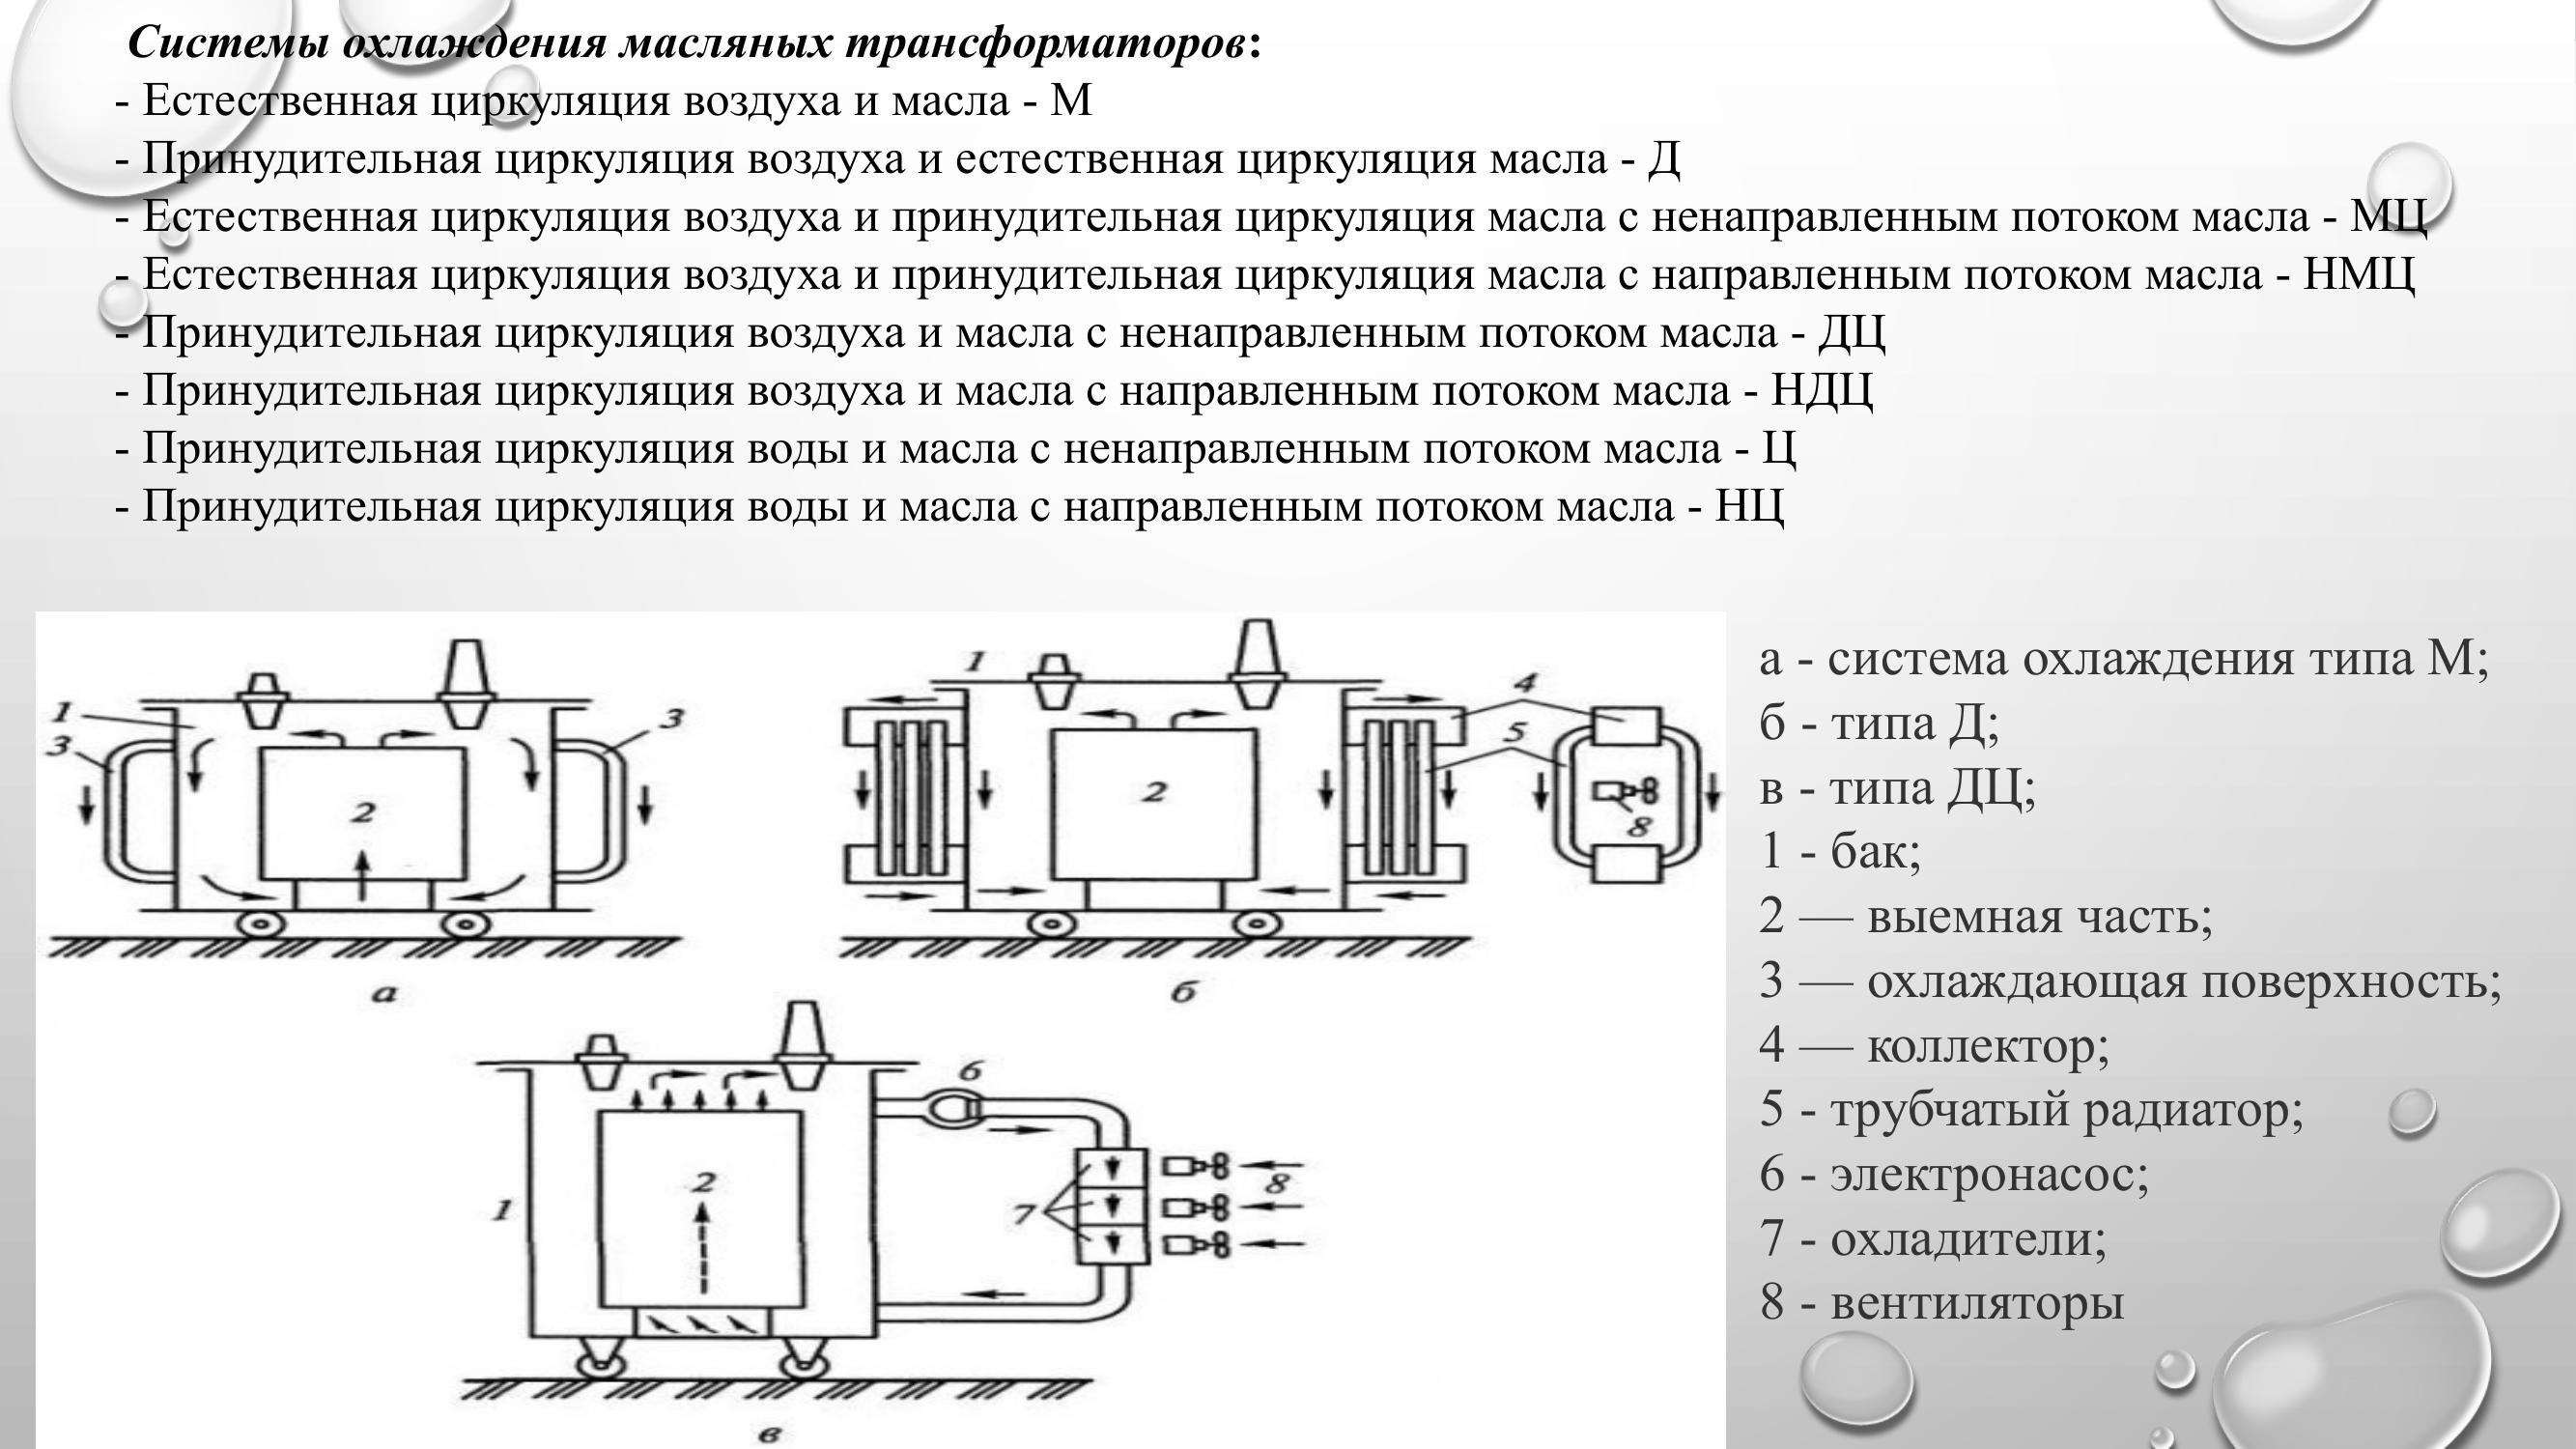 Системы охлаждения масляных трансформаторов:
- Естественная циркуляция воздуха и масла - М
- Принудительная циркуляция воздуха и естественная циркуляция масла - Д
- Естественная циркуляция воздуха и принудительная циркуляция масла с ненаправленным потоком масла - МЦ
- Естественная циркуляция воздуха и принудительная циркуляция масла с направленным потоком масла - НМЦ
- Принудительная циркуляция воздуха и масла с ненаправленным потоком масла - ДЦ
- Принудительная циркуляция воздуха и масла с направленным потоком масла - НДЦ
- Принудительная циркуляция воды и масла с ненаправленным потоком масла - Ц
- Принудительная циркуляция воды и масла с направленным потоком масла - НЦ
1
3
3
2
а
1
2
4
5
8
б
1
2
6
7
8
в
а - система охлаждения типа М;
б - типа Д;
в - типа ДЦ;
1 - бак;
2 — выемная часть;
3 — охлаждающая поверхность;
4 — коллектор;
5 - трубчатый радиатор;
6 - электронасос;
7 - охладители;
8 - вентиляторы